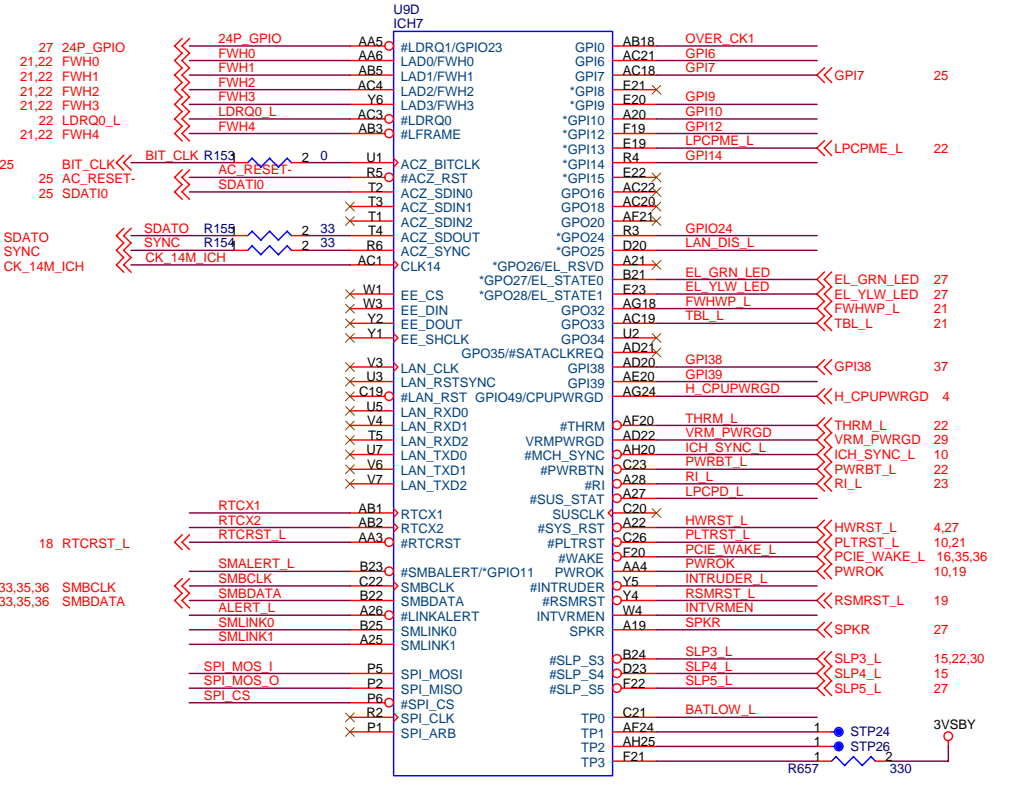 U9D
ICH7
27 24P_GPIO 24P_GPIO AA5 #LDRQ1/GPIO23 GPI0 AB18 OVER_CK1
21,22 FWH0 FWH0 AA6 LAD0/FWH0 GPI6 AC21 GPI6
21,22 FWH1 FWH1 AB5 LAD1/FWH1 GPI7 AC18 GPI7 GPI7 25
21,22 FWH2 FWH2 AC4 LAD2/FWH2 *GPI8 E21
21,22 FWH3 FWH3 Y6 LAD3/FWH3 *GPI9 E20 GPI9
22 LDRQ0_L LDRQ0_L AC3 #LDRQ0 *GPI10 A20 GPI10
21,22 FWH4 FWH4 AB3 #LFRAME *GPI12 F19 GPI12
*GPI13 E19 LPCPME_L LPCPME_L 22
25 BIT_CLK BIT_CLK R153 1 2 0 U1 ACZ_BITCLK *GPI14 R4 GPI14
25 AC_RESET- AC_RESET- R5 #ACZ_RST *GPI15 E22
25 SDATI0 SDATI0 T2 ACZ_SDIN0 GPO16 AC22
T3 ACZ_SDIN1 GPO18 AC20
T1 ACZ_SDIN2 GPO20 AF21
SDATO SDATO R155 1 2 33 T4 ACZ_SDOUT *GPO24 R3 GPIO24
SYNC SYNC R154 1 2 33 R6 ACZ_SYNC *GPO25 D20 LAN_DIS_L
CK_14M_ICH CK_14M_ICH AC1 CLK14 *GPO26/EL_RSVD A21
*GPO27/EL_STATE0 B21 EL_GRN_LED EL_GRN_LED 27
W1 EE_CS *GPO28/EL_STATE1 E23 EL_YLW_LED EL_YLW_LED 27
W3 EE_DIN GPO32 AG18 FWHWP_L FWHWP_L 21
Y2 EE_DOUT GPO33 AC19 TBL_L TBL_L 21
Y1 EE_SHCLK GPO34 U2
GPO35/#SATACLKREQ AD21
V3 LAN_CLK GPI38 AD20 GPI38 GPI38 37
U3 LAN_RSTSYNC GPI39 AE20 GPI39
C19 #LAN_RST GPIO49/CPUPWRGD AG24 H_CPUPWRGD H_CPUPWRGD 4
U5 LAN_RXD0
V4 LAN_RXD1 #THRM AF20 THRM_L THRM_L 22
T5 LAN_RXD2 VRMPWRGD AD22 VRM_PWRGD VRM_PWRGD 29
U7 LAN_TXD0 #MCH_SYNC AH20 ICH_SYNC_L ICH_SYNC_L 10
V6 LAN_TXD1 #PWRBTN C23 PWRBT_L PWRBT_L 22
V7 LAN_TXD2 #RI A28 RI_L RI_L 23
#SUS_STAT A27 LPCPD_L
RTCX1 AB1 RTCX1 SUSCLK C20
RTCX2 AB2 RTCX2 #SYS_RST A22 HWRST_L HWRST_L 4,27
18 RTCRST_L RTCRST_L AA3 #RTCRST #PLTRST C26 PLTRST_L PLTRST_L 10,21
#WAKE F20 PCIE_WAKE_L PCIE_WAKE_L 16,35,36
SMALERT_L B23 #SMBALERT/*GPIO11 PWROK AA4 PWROK PWROK 10,19
33,35,36 SMBCLK SMBCLK C22 SMBCLK #INTRUDER Y5 INTRUDER_L
33,35,36 SMBDATA SMBDATA B22 SMBDATA #RSMRST Y4 RSMRST_L RSMRST_L 19
ALERT_L A26 #LINKALERT INTVRMEN W4 INTVRMEN
SMLINK0 B25 SMLINK0 SPKR A19 SPKR SPKR 27
SMLINK1 A25 SMLINK1
#SLP_S3 B24 SLP3_L SLP3_L 15,22,30
SPI_MOS_I P5 SPI_MOSI #SLP_S4 D23 SLP4_L SLP4_L 15
SPI_MOS_O P2 SPI_MISO #SLP_S5 F22 SLP5_L SLP5_L 27
SPI_CS P6 #SPI_CS
R2 SPI_CLK TP0 C21 BATLOW_L
P1 SPI_ARB TP1 AF24 1 STP24 3VSBY
TP2 AH25 1 STP26
TP3 F21 1 2
R657 330